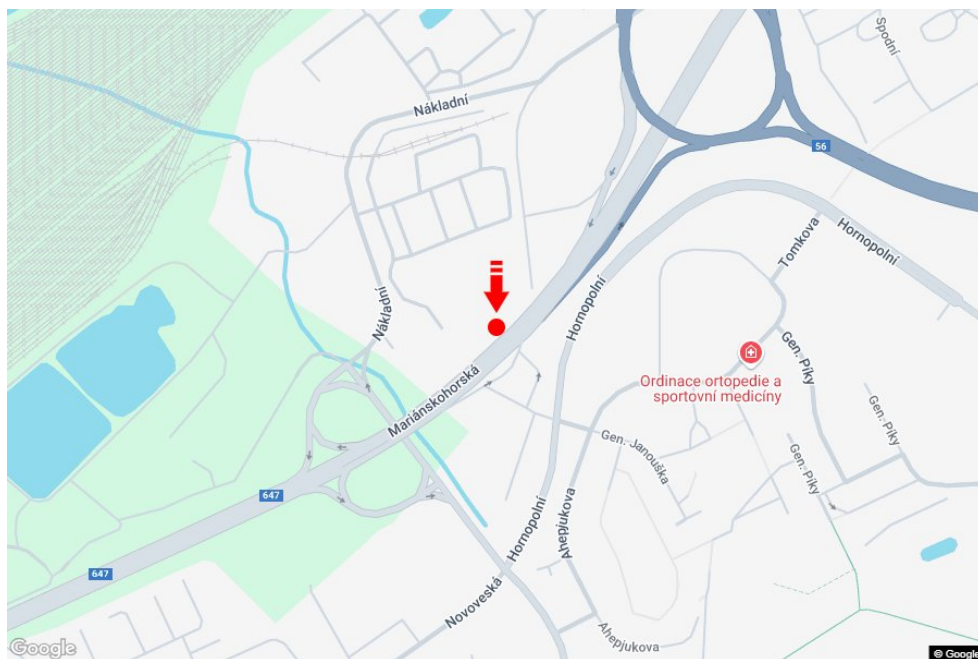 Spodní
Nákladní
56
Tomkova
Hornopolní
Hornopolní
Nákladní
Gen. Píky
Ordinace ortopedie a
sportovní medicíny
Mariánskohorská
Gen. Píky
Gen. Janouška
Gen. Píky
647
Ahepjukova
Hornopolní
647
Novoveská
Ahepjukova
Google
© Google